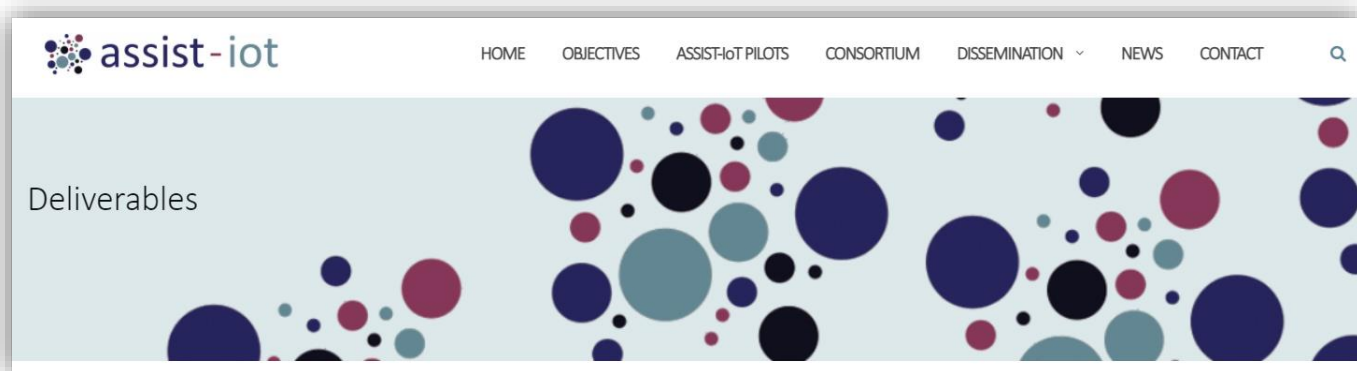 assist-iot HOME OBJECTIVES ASSIST-IoT PILOTS CONSORTIUM DISSEMINATION NEWS CONTACT
Deliverables